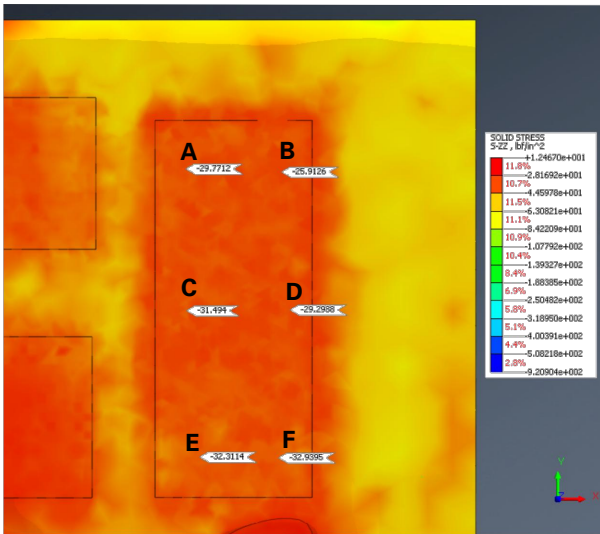 A B
-29.7712 -25.9126
C D
-31.494 -29.2988
E F
-32.3114 -32.9395
SOLID STRESS
S-ZZ , lbf/in^2
+1.24670e+001
11.8%
-2.81692e+001
10.7%
-4.45978e+001
11.5%
-6.30821e+001
11.1%
-8.42209e+001
10.9%
-1.07792e+002
10.4%
-1.39327e+002
8.4%
-1.88385e+002
6.9%
-2.50482e+002
5.8%
-3.18950e+002
5.1%
-4.00391e+002
4.4%
-5.08218e+002
2.8%
-9.20904e+002
Y
Z X